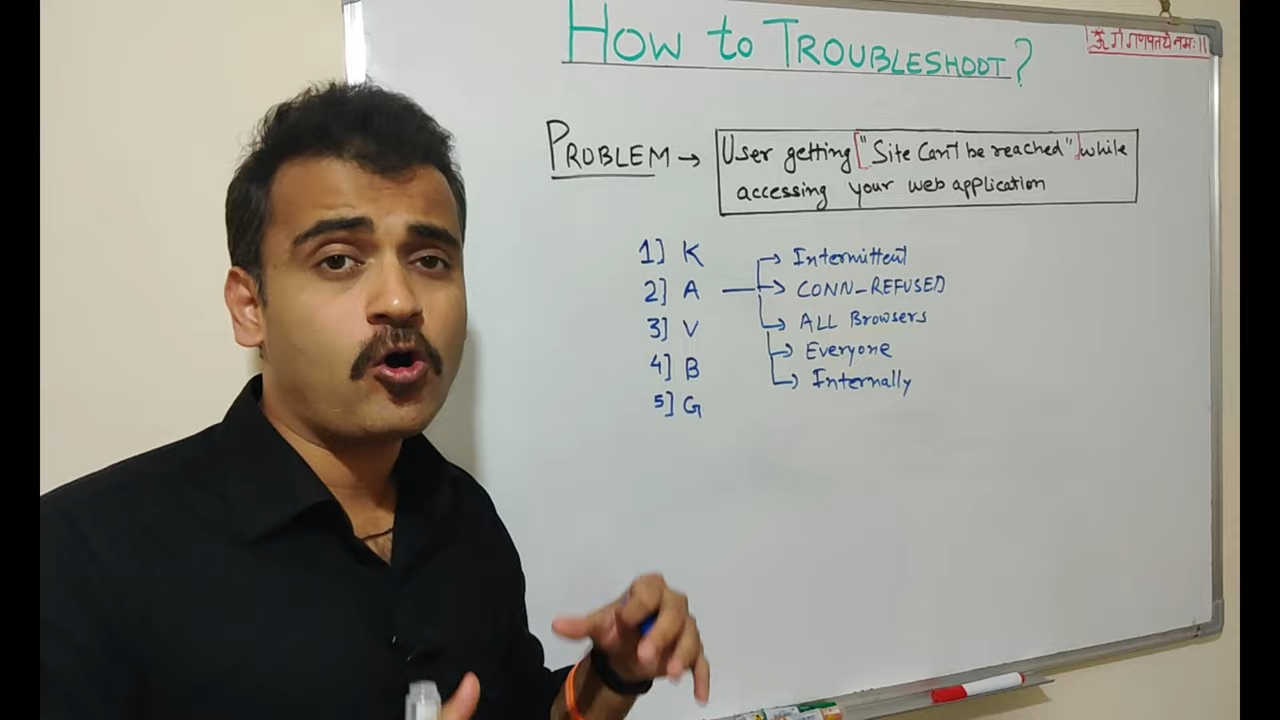 HOW to TROUBLESHOOT?
|ॐ गं गणपतये नमः||
PROBLEM → User getting ["Site Can't be reached"] while
accessing your web application
1] K
2] A
3] V
4] B
5] G
→ Intermittent
→ CONN_REFUSED
→ ALL Browsers
→ Everyone
→ Internally